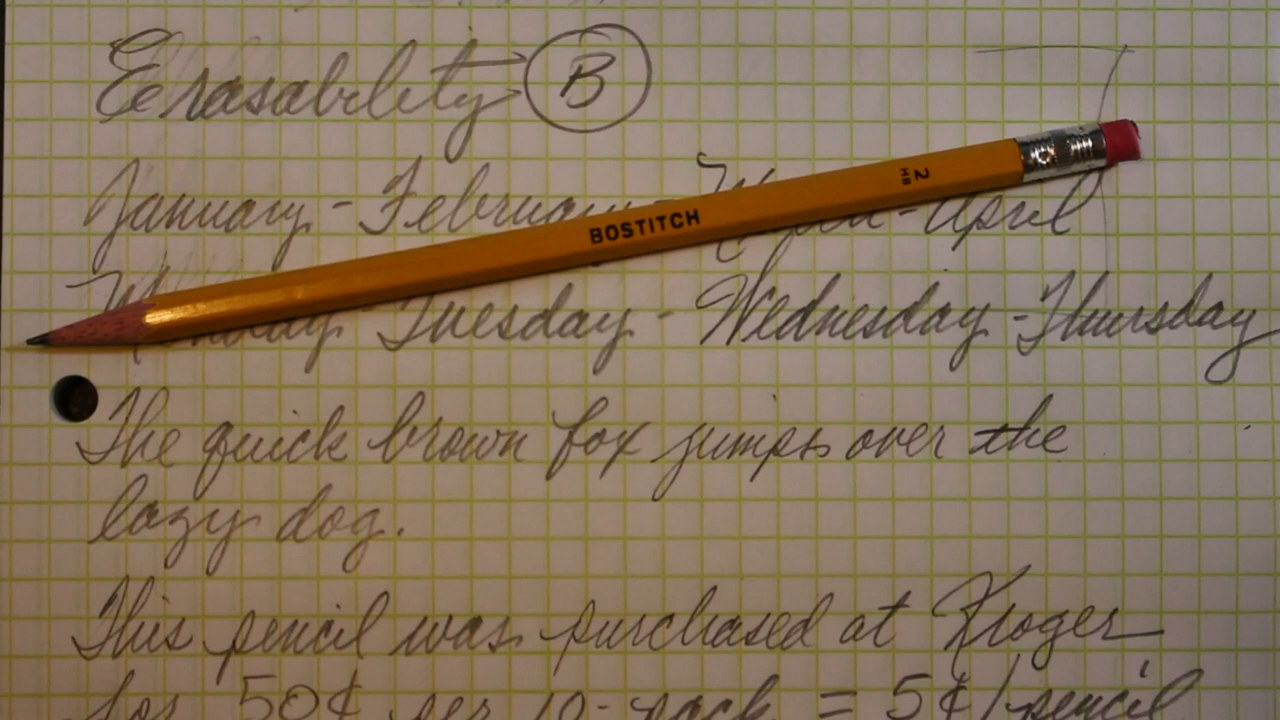 Erasability B
January - February - April
BOSTITCH 2 HB
Tuesday - Wednesday - Thursday
The quick brown fox jumps over the
lazy dog.
This pencil was purchased at Kroger
for 50¢ per 10-pack = 5¢/pencil